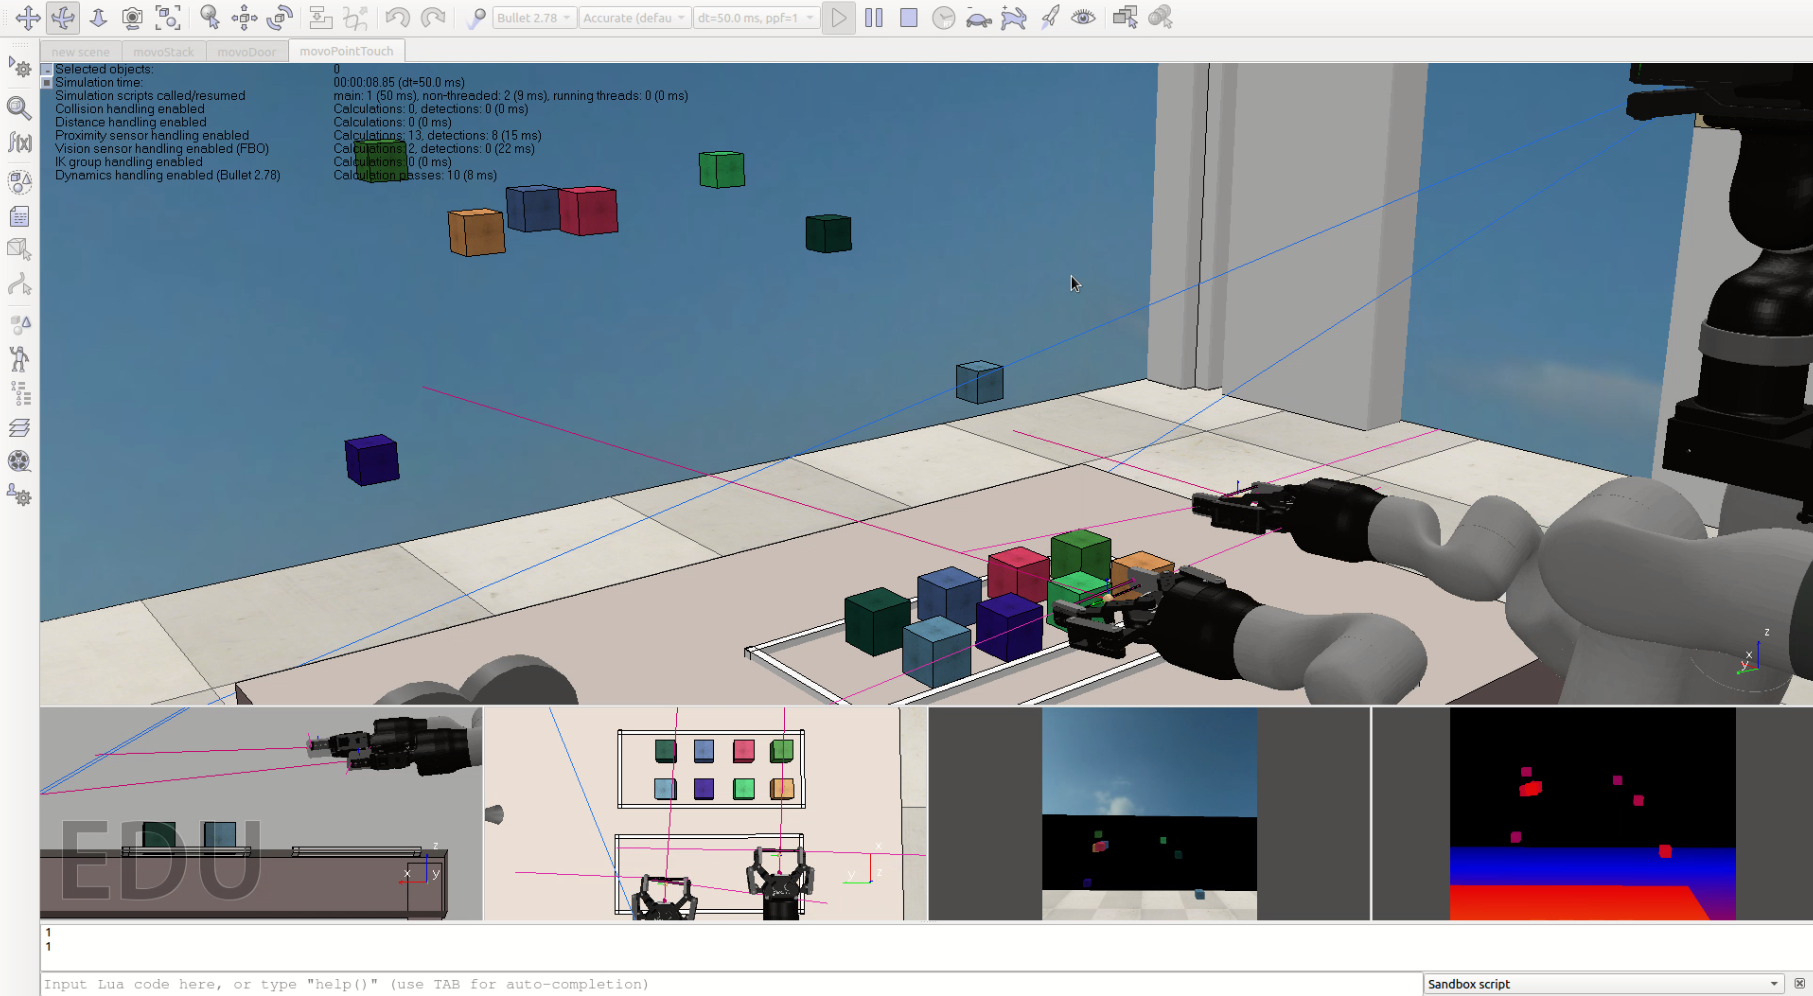 Bullet 2.78 Accurate (defau dt=50.0 ms, ppf=1
new scene movoStack movoDoor movoPointTouch
Selected objects: 0
Simulation time: 00:00:08.85 (dt=50.0 ms)
Simulation scripts called/resumed main: 1 (50 ms), non-threaded: 2 (9 ms), running threads: 0 (0 ms)
Collision handling enabled Calculations: 0, detections: 0 (0 ms)
Distance handling enabled Calculations: 0 (0 ms)
Proximity sensor handling enabled Calculations: 13, detections: 8 (15 ms)
Vision sensor handling enabled (FBO) Calculations: 2, detections: 0 (22 ms)
IK group handling enabled Calculations: 0 (0 ms)
Dynamics handling enabled (Bullet 2.78) Calculation passes: 10 (8 ms)
f(x)
z
x
y
EDU
z
x y
x
y z
1
1
Input Lua code here, or type "help()" (use TAB for auto-completion) Sandbox script